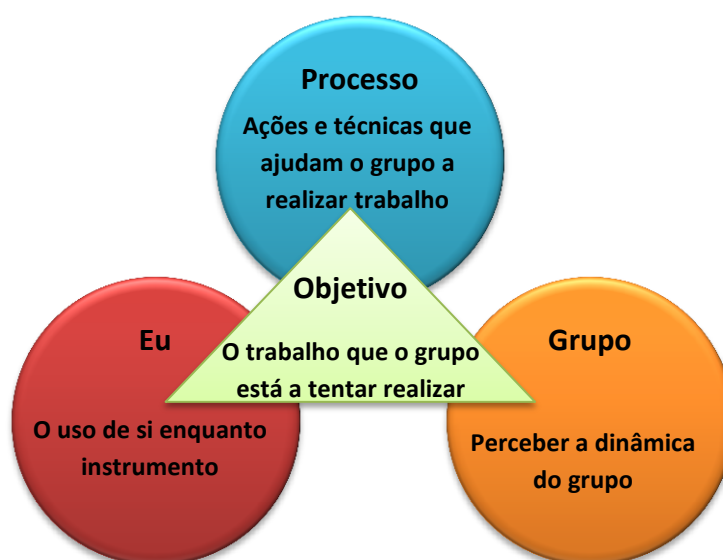 Processo
Ações e técnicas que
ajudam o grupo a
realizar trabalho
Objetivo
O trabalho que o grupo
está a tentar realizar
Eu
O uso de si enquanto
instrumento
Grupo
Perceber a dinâmica
do grupo